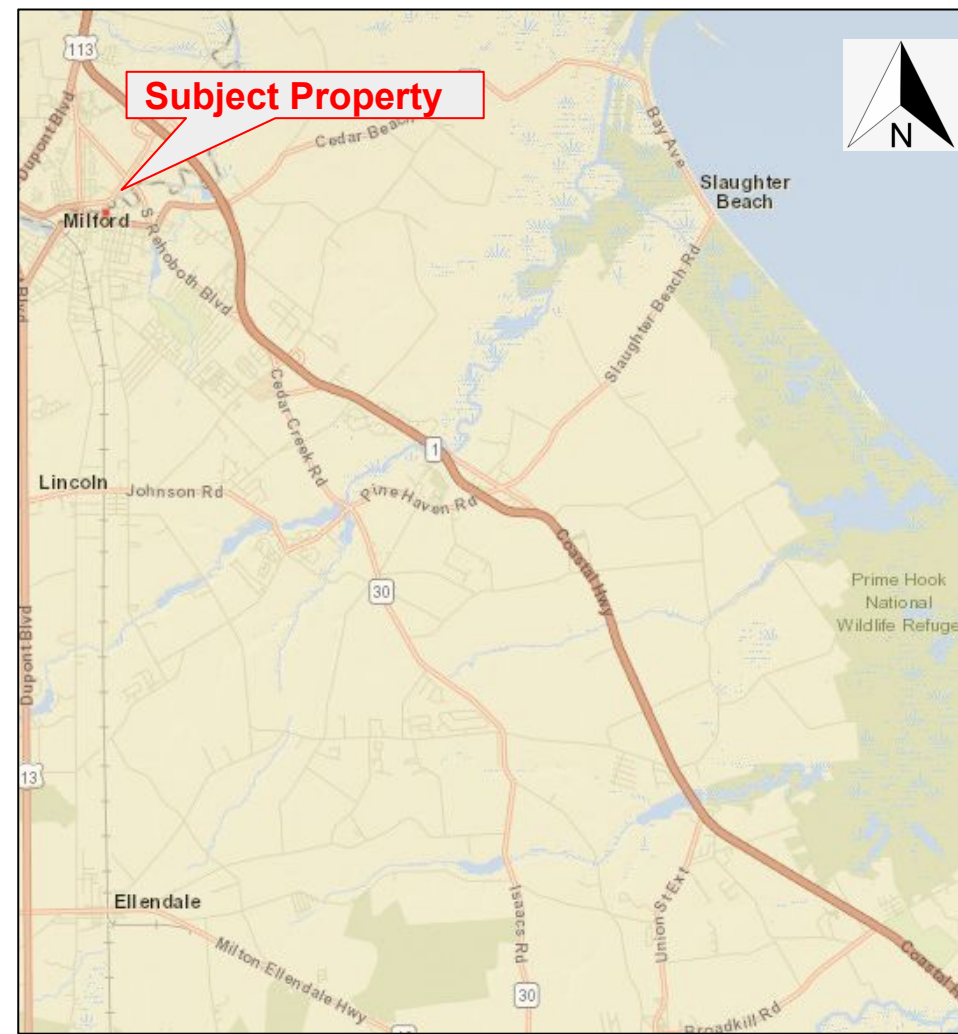 113
Subject Property
N
Dupont Blvd
Cedar Beach
Bay Ave
Slaughter
Beach
Milford
S Rehoboth Blvd
Slaughter Beach Rd
Cedar Creek Rd
1
Lincoln
Johnson Rd
Pine Haven Rd
Coastal Hwy
30
Prime Hook
National
Wildlife Refuge
Dupont Blvd
13
Ellendale
Isaacs Rd
Union St Ext
Milton Ellendale Hwy
30
Broadkill Rd
Coastal